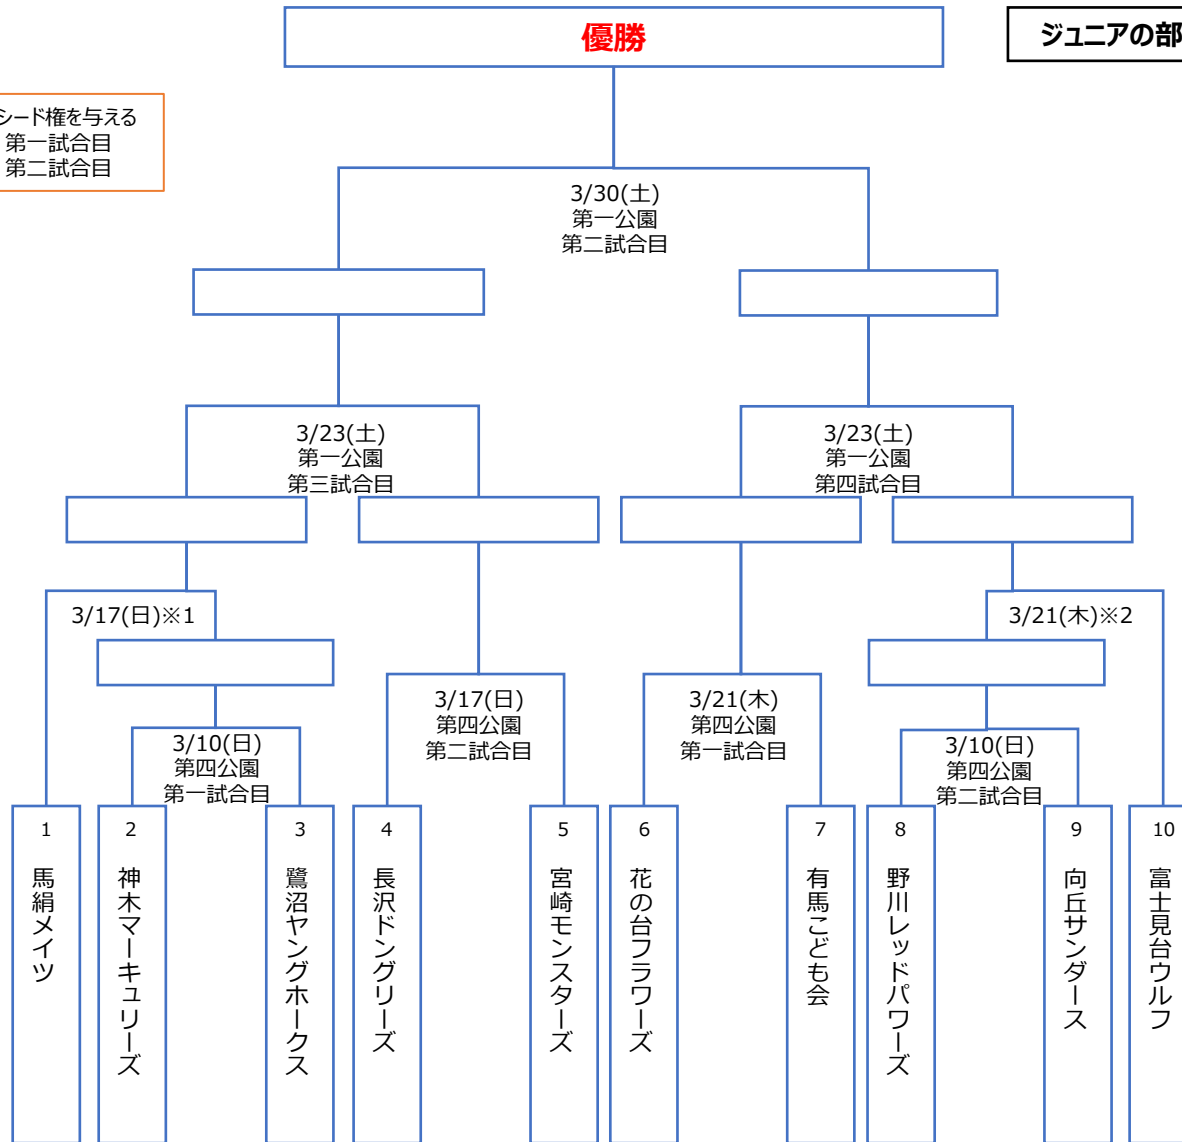 優勝
ジュニアの部
シード権を与える
第一試合目
第二試合目
3/30(土)
第一公園
第二試合目
3/23(土)
第一公園
第三試合目
3/23(土)
第一公園
第四試合目
3/17(日)※1
3/21(木)※2
3/17(日)
第四公園
第二試合目
3/21(木)
第四公園
第一試合目
3/10(日)
第四公園
第一試合目
3/10(日)
第四公園
第二試合目
1
馬絹メイツ
2
神木マーキュリーズ
3
鷺沼ヤングホークス
4
長沢ドングリーズ
5
宮崎モンスターズ
6
花の台フラワーズ
7
有馬こども会
8
野川レッドパワーズ
9
向丘サンダース
10
富士見台ウルフ